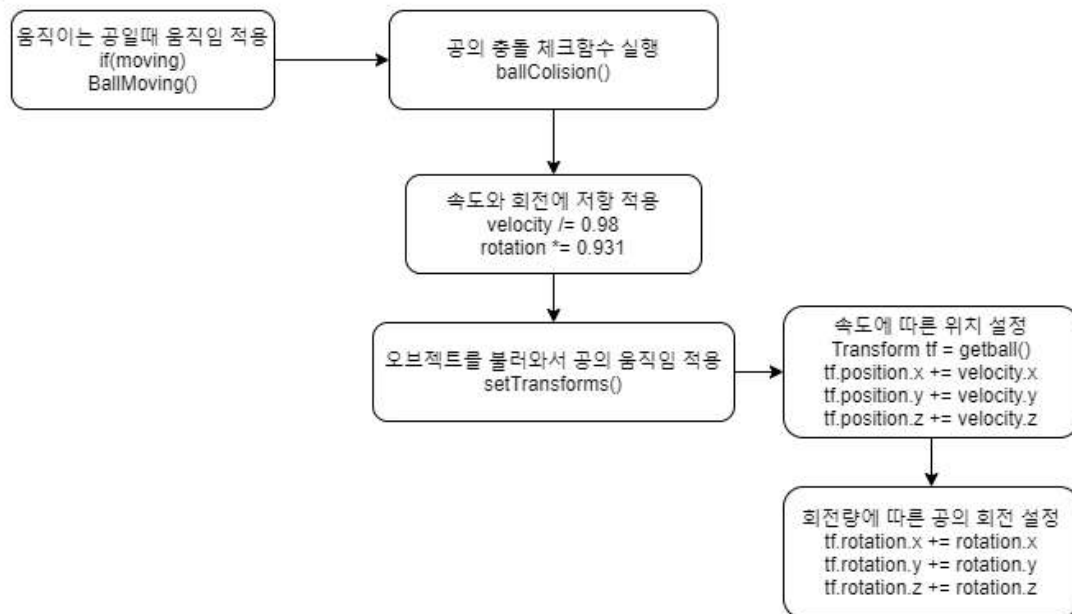 움직이는 공일때 움직임 적용
if(moving)
BallMoving()
공의 충돌 체크함수 실행
ballColision()
속도와 회전에 저항 적용
velocity /= 0.98
rotation *= 0.931
오브젝트를 불러와서 공의 움직임 적용
setTransforms()
속도에 따른 위치 설정
Transform tf = getball()
tf.position.x += velocity.x
tf.position.y += velocity.y
tf.position.z += velocity.z
회전량에 따른 공의 회전 설정
tf.rotation.x += rotation.x
tf.rotation.y += rotation.y
tf.rotation.z += rotation.z